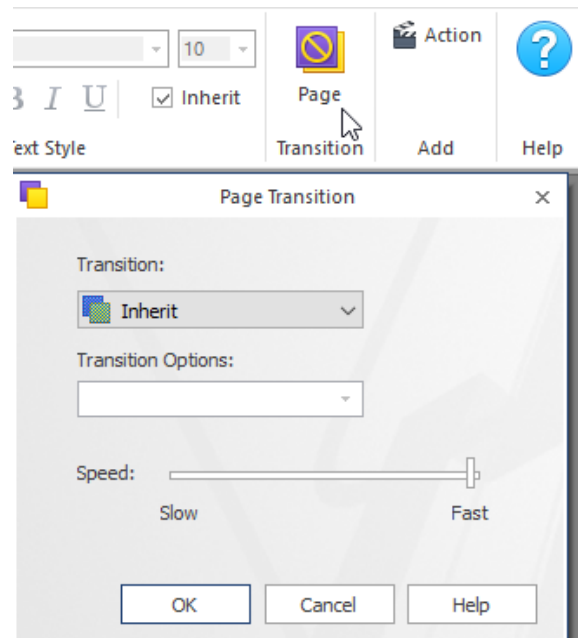 10
Action
B I U Inherit
Page
Text Style Transition Add Help
Page Transition
Transition:
Inherit
Transition Options:
Speed:
Slow Fast
OK Cancel Help